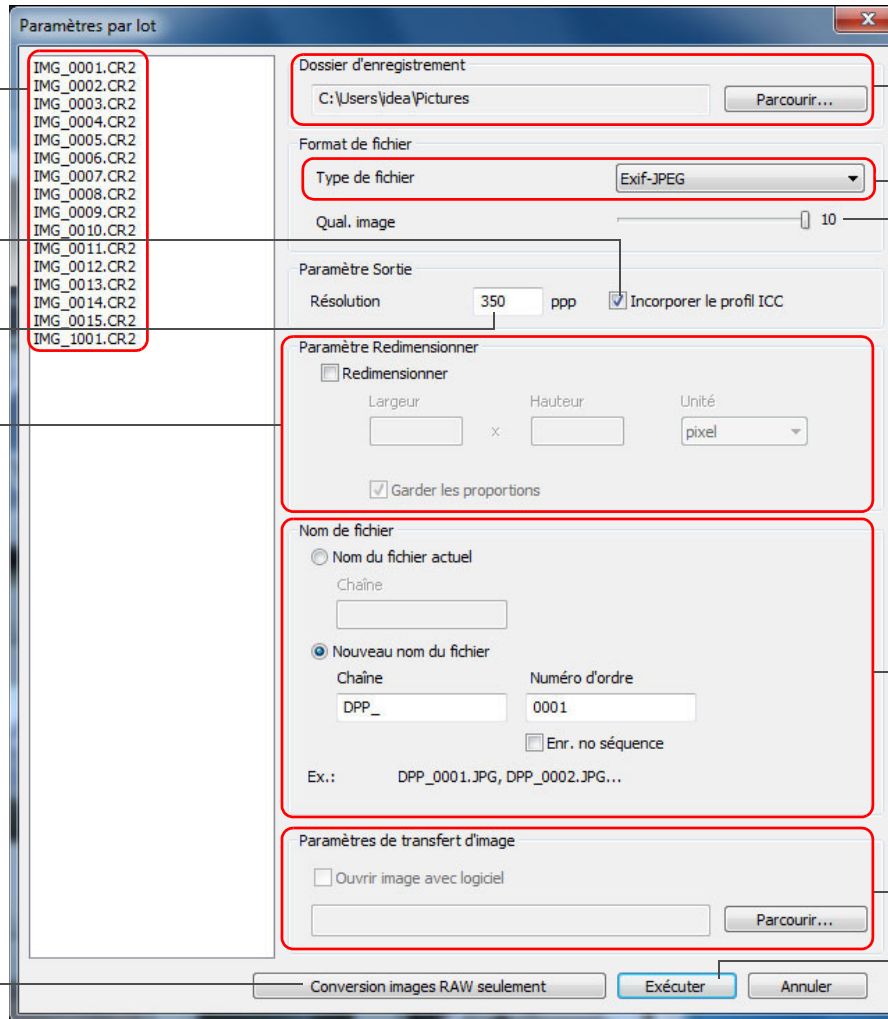 Paramètres par lot
IMG_0001.CR2
IMG_0002.CR2
IMG_0003.CR2
IMG_0004.CR2
IMG_0005.CR2
IMG_0006.CR2
IMG_0007.CR2
IMG_0008.CR2
IMG_0009.CR2
IMG_0010.CR2
IMG_0011.CR2
IMG_0012.CR2
IMG_0013.CR2
IMG_0014.CR2
IMG_0015.CR2
IMG_1001.CR2
Dossier d'enregistrement
C:\Users\idea\Pictures Parcourir...
Format de fichier
Type de fichier Exif-JPEG
Qual. image 10
Paramètre Sortie
Résolution 350 ppp Incorporer le profil ICC
Paramètre Redimensionner
Redimensionner
Largeur Hauteur Unité
x pixel
Garder les proportions
Nom de fichier
Nom du fichier actuel
Chaîne
Nouveau nom du fichier
Chaîne Numéro d'ordre
DPP_ 0001
Enr. no séquence
Ex.: DPP_0001.JPG, DPP_0002.JPG...
Paramètres de transfert d'image
Ouvrir image avec logiciel
Parcourir...
Conversion images RAW seulement Exécuter Annuler